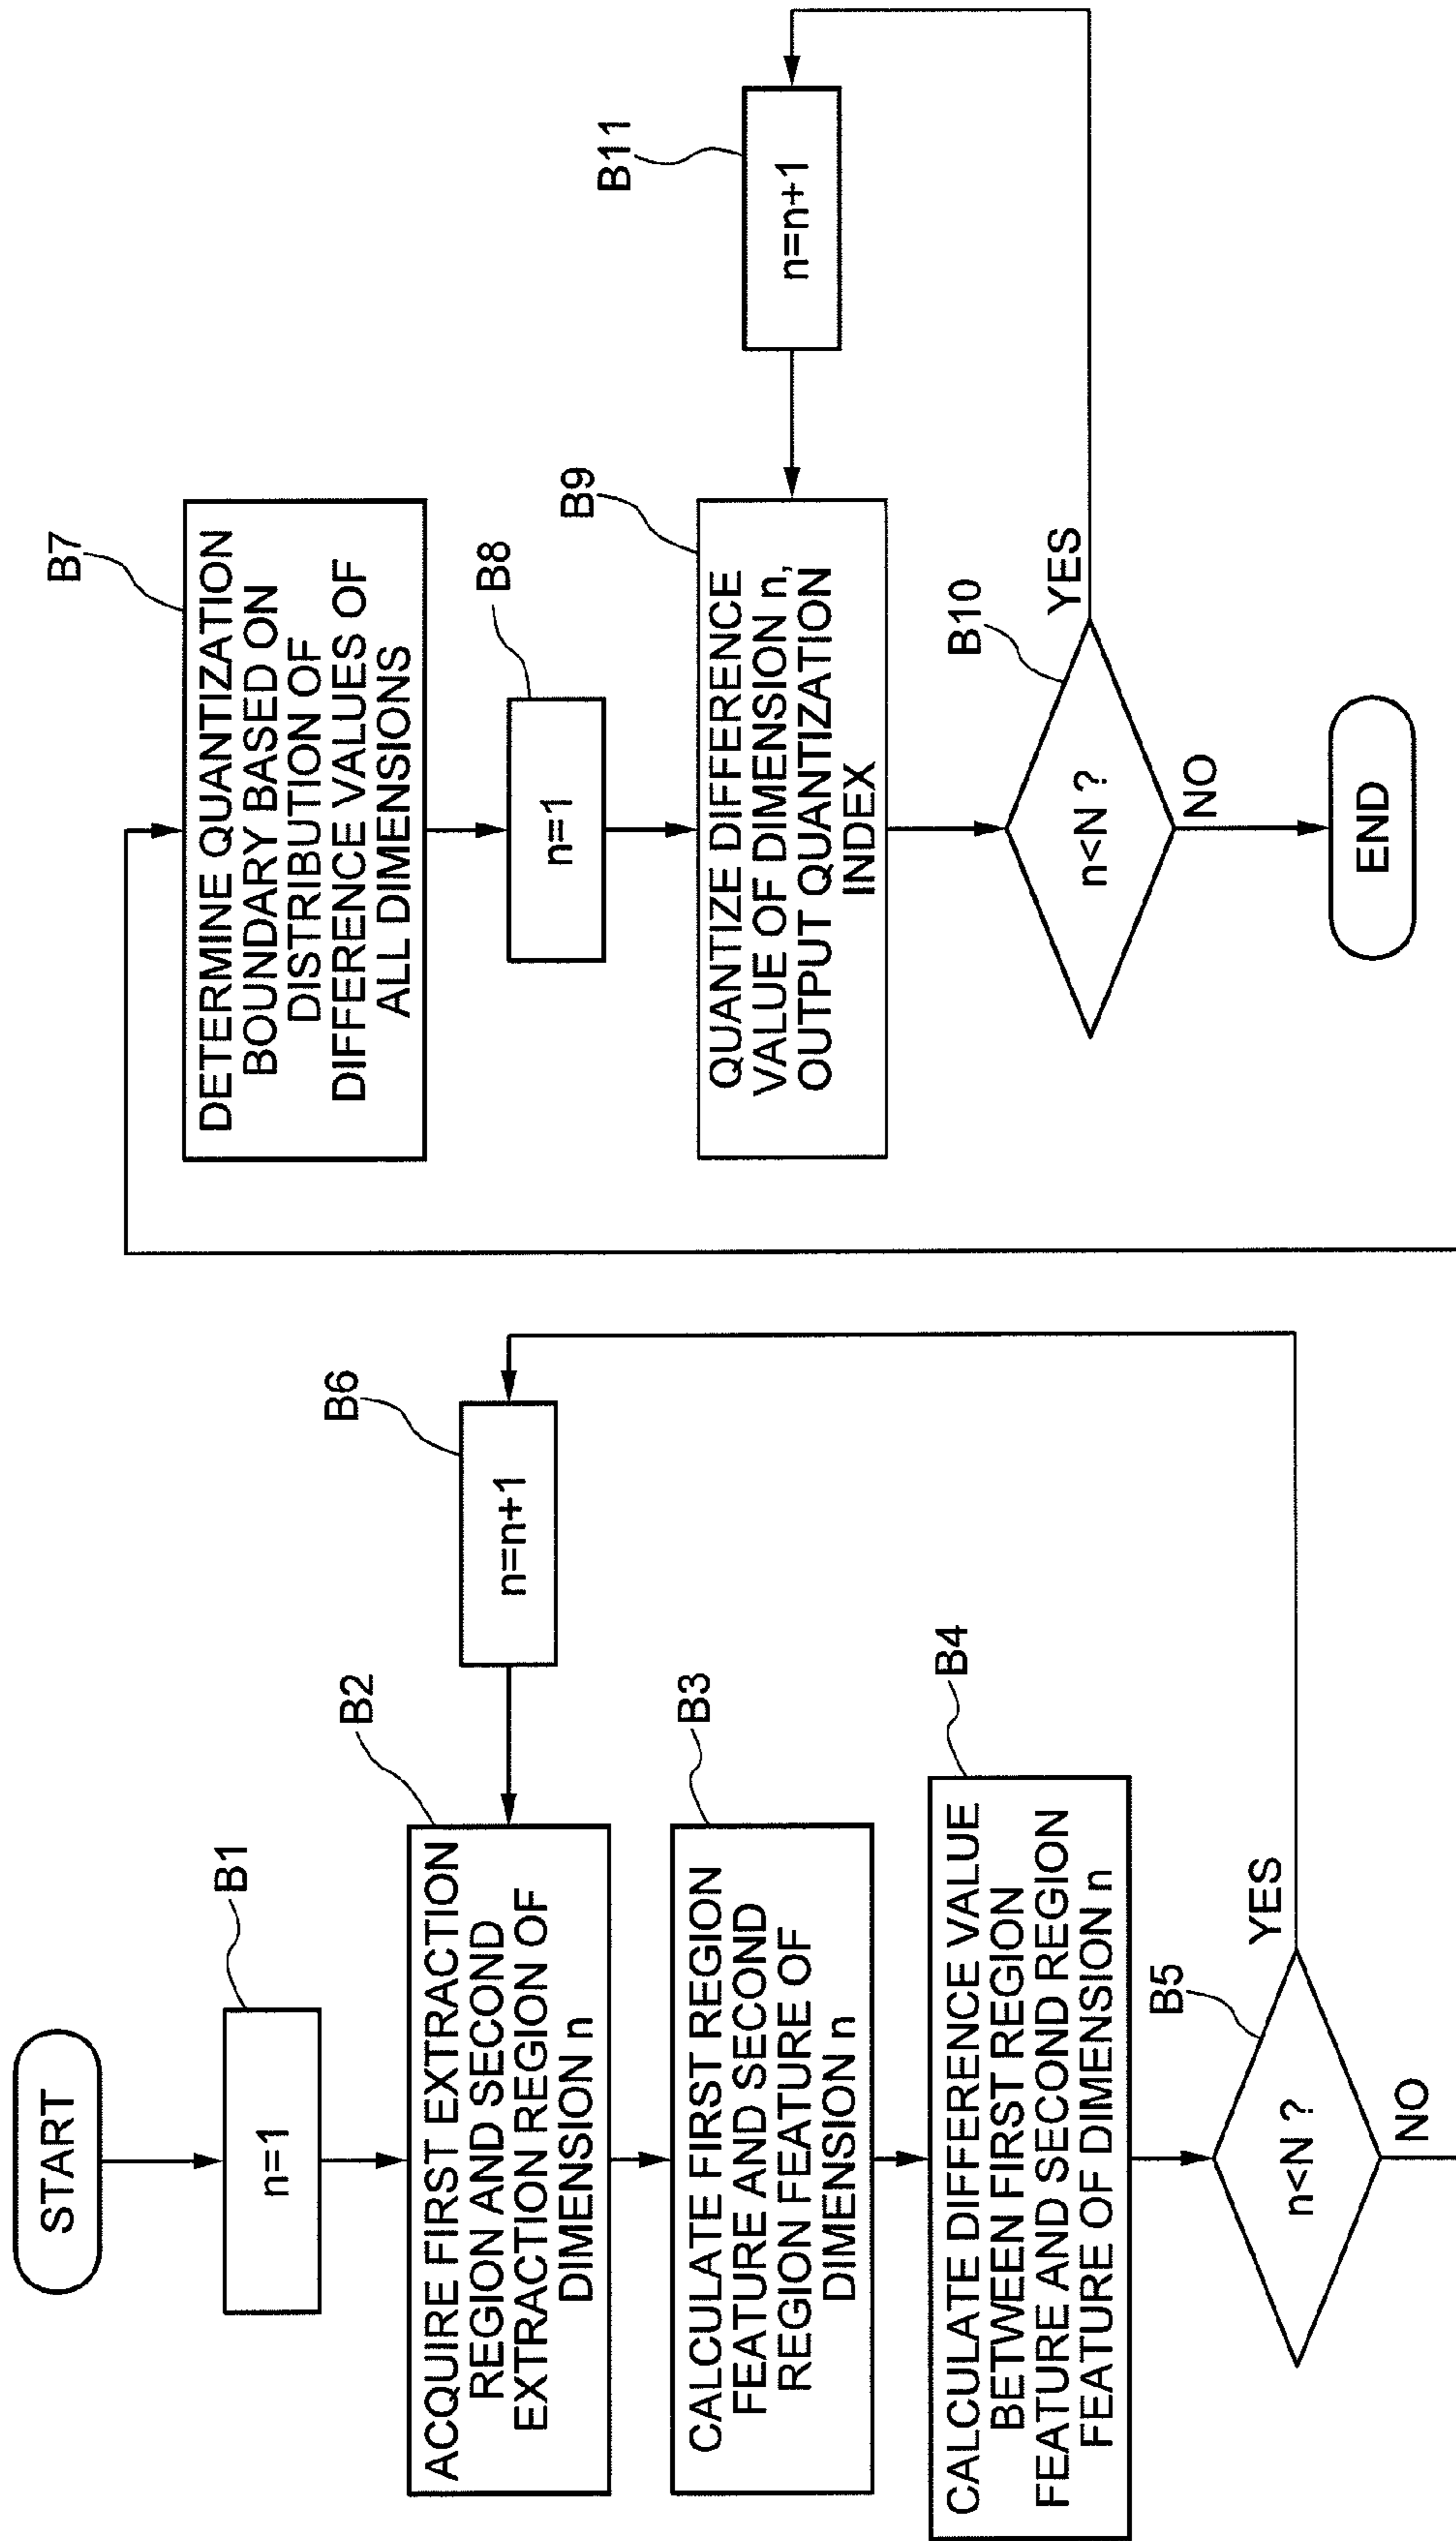 START
B1
n=1
B2
ACQUIRE FIRST EXTRACTION
REGION AND SECOND
EXTRACTION REGION OF
DIMENSION n
B6
n=n+1
B3
CALCULATE FIRST REGION
FEATURE AND SECOND
REGION FEATURE OF
DIMENSION n
B4
CALCULATE DIFFERENCE VALUE
BETWEEN FIRST REGION
FEATURE AND SECOND REGION
FEATURE OF DIMENSION n
B5
n<N ?
YES
NO
B7
DETERMINE QUANTIZATION
BOUNDARY BASED ON
DISTRIBUTION OF
DIFFERENCE VALUES OF
ALL DIMENSIONS
B8
n=1
B9
QUANTIZE DIFFERENCE
VALUE OF DIMENSION n,
OUTPUT QUANTIZATION
INDEX
B11
n=n+1
B10
n<N ?
YES
NO
END